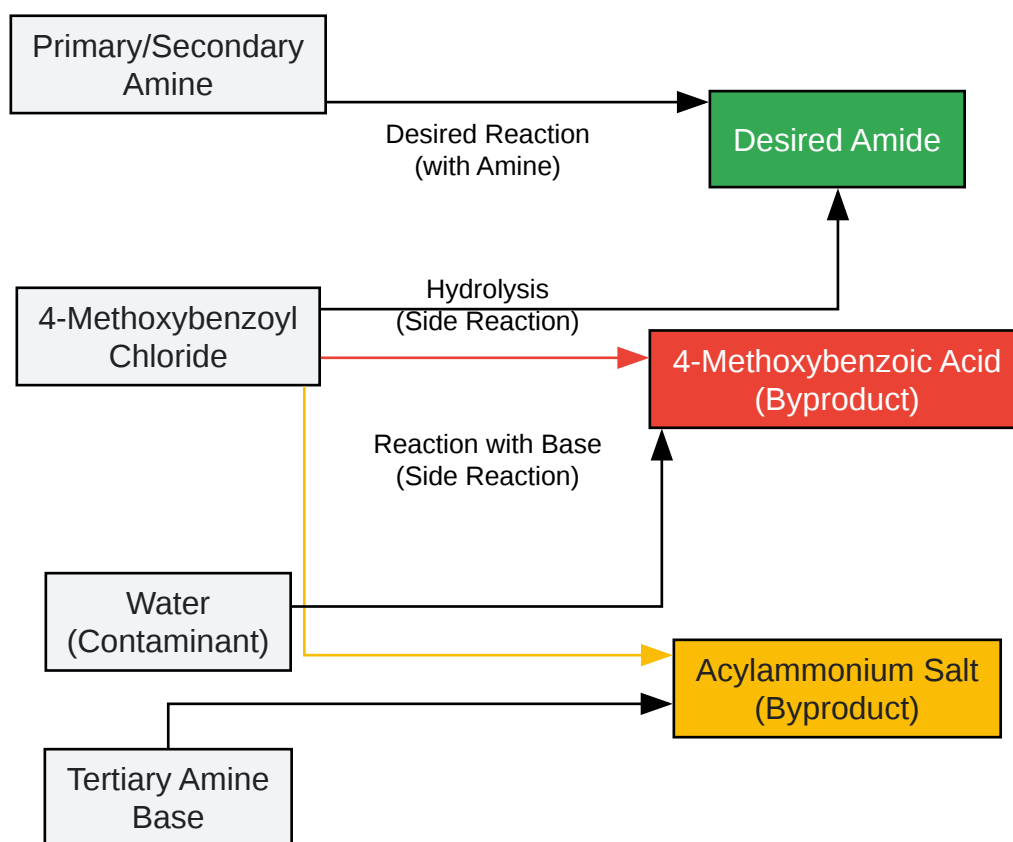 Primary/Secondary
Amine
Desired Reaction
(with Amine)
Desired Amide
4-Methoxybenzoyl
Chloride
Hydrolysis
(Side Reaction)
4-Methoxybenzoic Acid
(Byproduct)
Reaction with Base
(Side Reaction)
Water
(Contaminant)
Acylammonium Salt
(Byproduct)
Tertiary Amine
Base